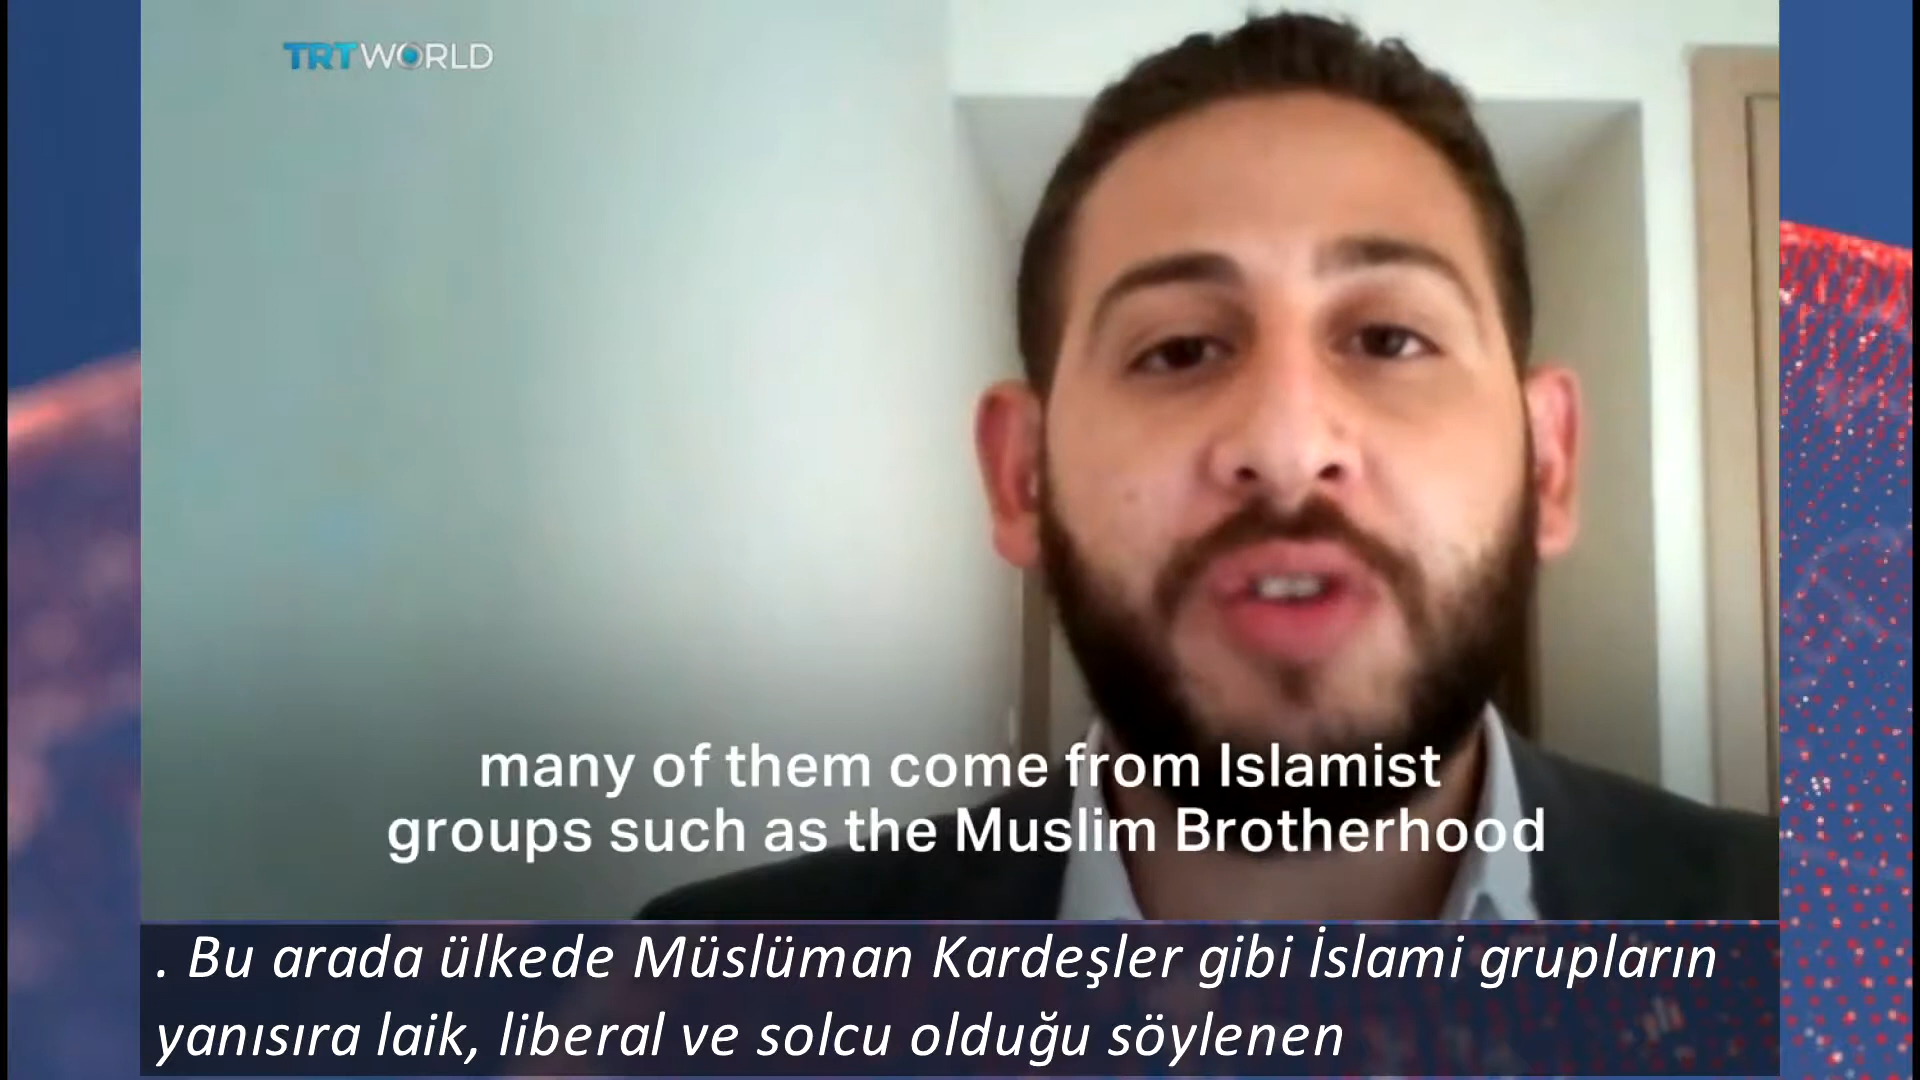 TRT WORLD
many of them come from Islamist
groups such as the Muslim Brotherhood
. Bu arada ülkede Müslüman Kardeşler gibi İslami grupların
yanısıra laik, liberal ve solcu olduğu söylenen